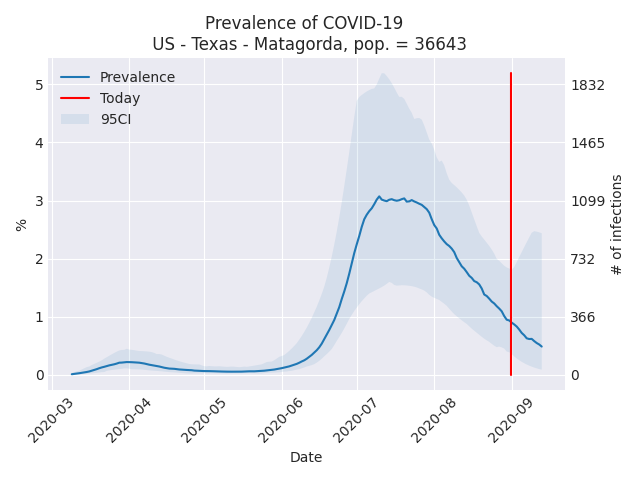 Prevalence of COVID-19
US - Texas - Matagorda, pop. = 36643
Prevalence
Today
95CI
5
4
3
2
1
0
%
1832
1465
1099
732
366
0
# of infections
2020-03
2020-04
2020-05
2020-06
2020-07
2020-08
2020-09
Date